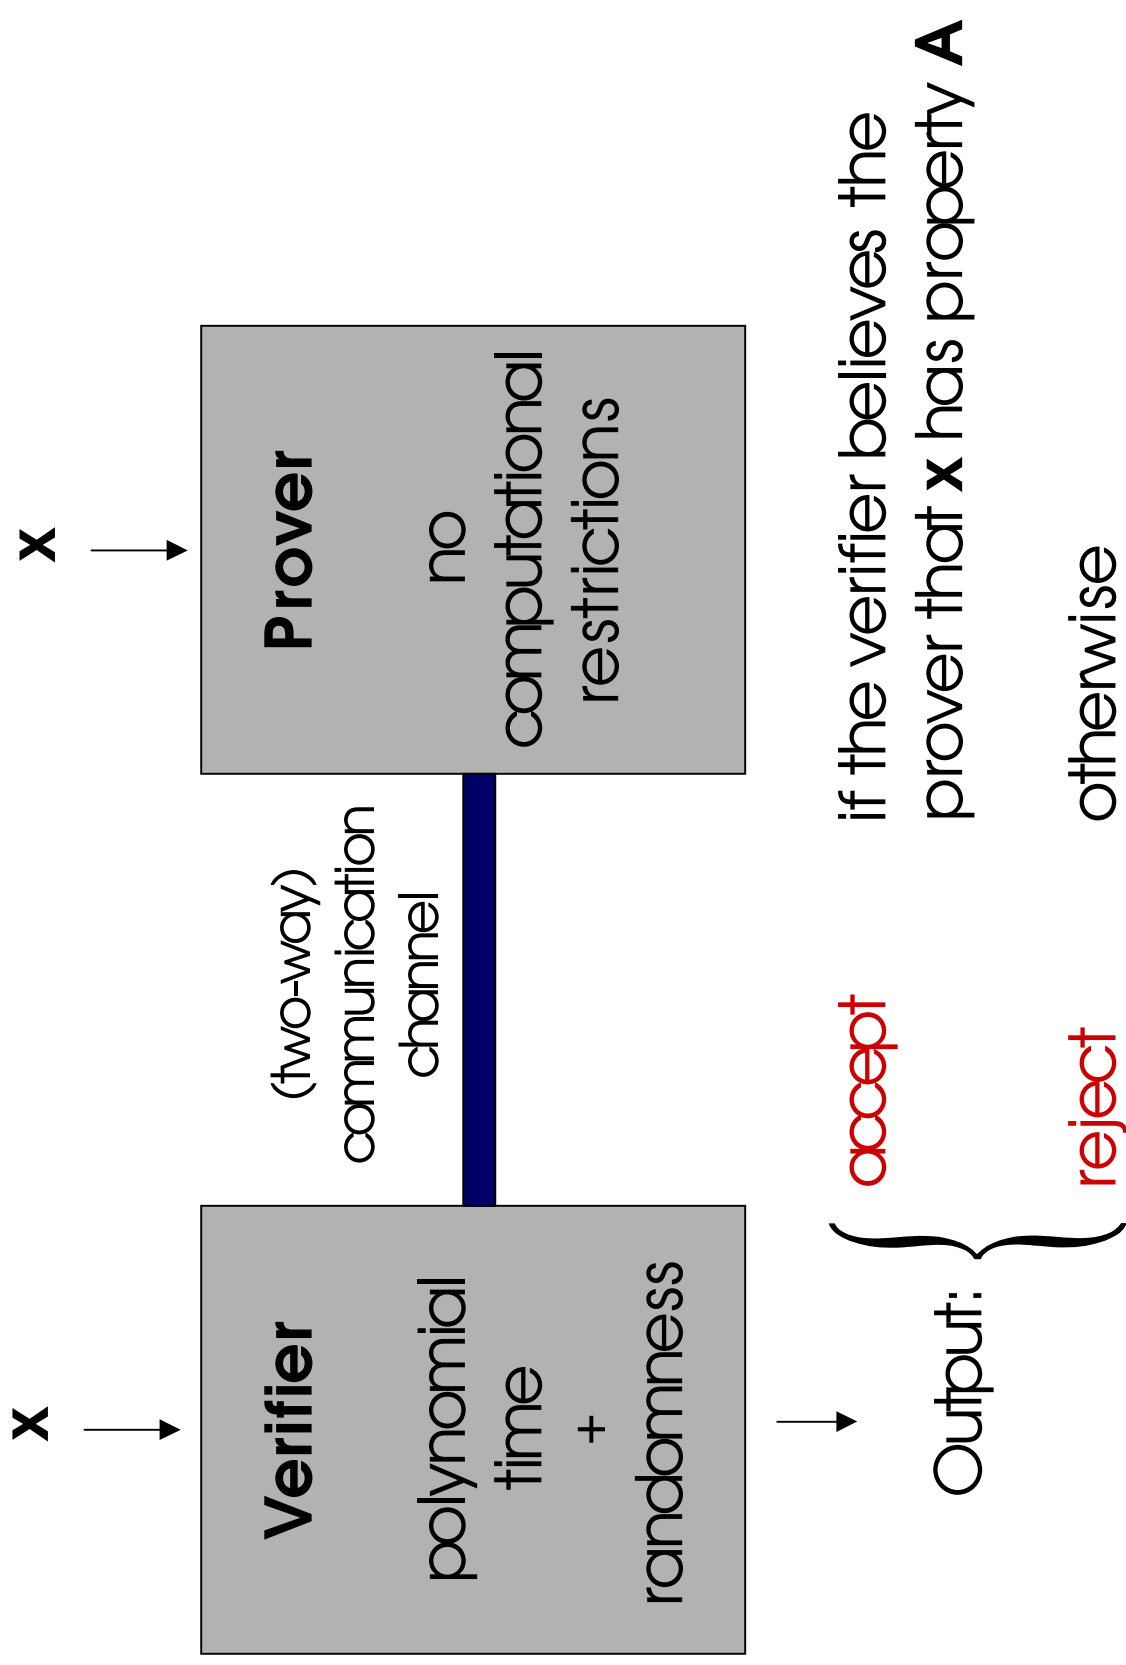 x
x
Verifier
polynomial
time
+
randomness
(two-way)
communication
channel
Prover
no
computational
restrictions
Output:
accept
if the verifier believes the
prover that x has property A
reject
otherwise